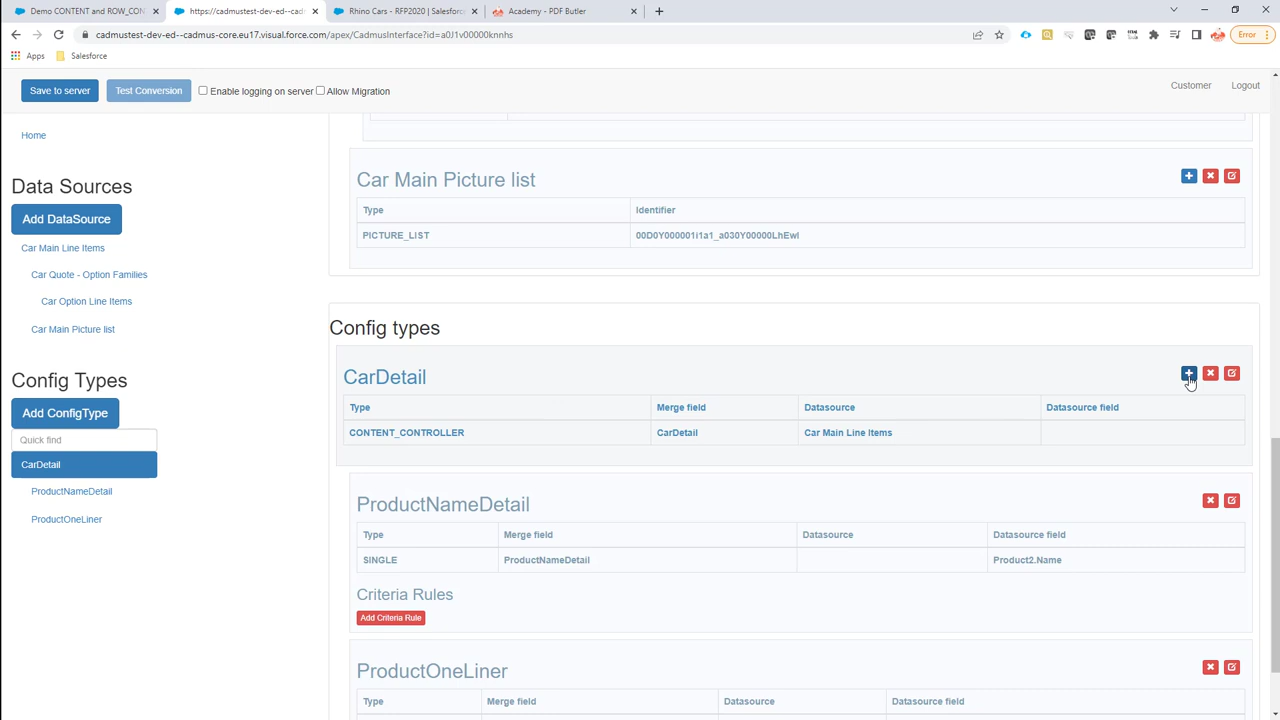 Demo CONTENT and ROW_CON
https://cadmustest-dev-ed--cadm
Rhino Cars - RFP2020 | Salesforc
Academy - PDF Butler
cadmustest-dev-ed--cadmus-core.eu17.visual.force.com/apex/CadmusInterface?id=a0J1v00000knnhs
Error
Apps
Salesforce
Save to server
Test Conversion
Enable logging on server
Allow Migration
Customer
Logout
Home
Data Sources
Add DataSource
Car Main Line Items
Car Quote - Option Families
Car Option Line Items
Car Main Picture list
Config Types
Add ConfigType
Quick find
CarDetail
ProductNameDetail
ProductOneLiner
Car Main Picture list
Type Identifier
PICTURE_LIST 00D0Y000001i1a1_a030Y00000LhEwI
Config types
CarDetail
Type Merge field Datasource Datasource field
CONTENT_CONTROLLER CarDetail Car Main Line Items
ProductNameDetail
Type Merge field Datasource Datasource field
SINGLE ProductNameDetail Product2.Name
Criteria Rules
Add Criteria Rule
ProductOneLiner
Type Merge field Datasource Datasource field